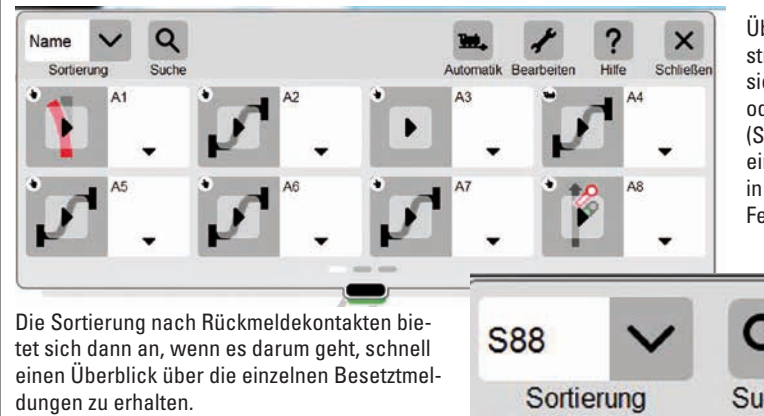 Name
Sortierung
Suche
Automatik
Bearbeiten
Hilfe
Schließen
A1
A2
A3
A4
A5
A6
A7
A8
Die Sortierung nach Rückmeldekontakten bie-
tet sich dann an, wenn es darum geht, schnell
einen Überblick über die einzelnen Besetztmel-
dungen zu erhalten.
S88
Sortierung